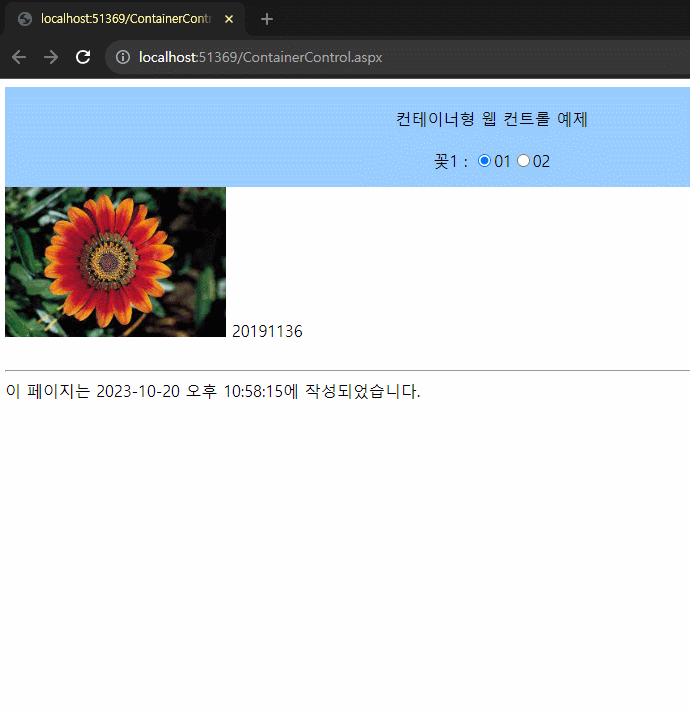 localhost:51369/ContainerContr
localhost:51369/ContainerControl.aspx
컨테이너형 웹 컨트롤 예제
꽃1 : 01 02
20191136
이 페이지는 2023-10-20 오후 10:58:15에 작성되었습니다.